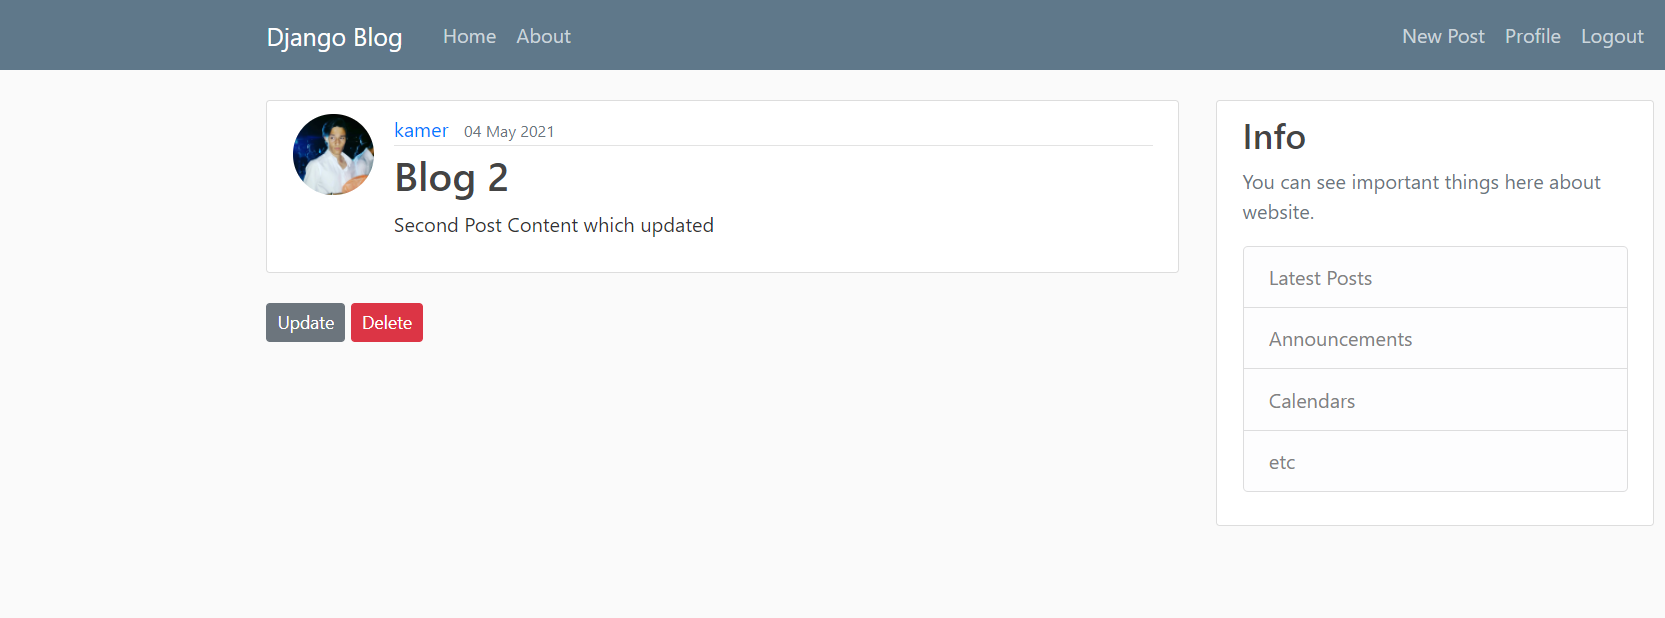 Django Blog Home About New Post Profile Logout
kamer 04 May 2021
Blog 2
Second Post Content which updated
Update Delete
Info
You can see important things here about
website.
Latest Posts
Announcements
Calendars
etc